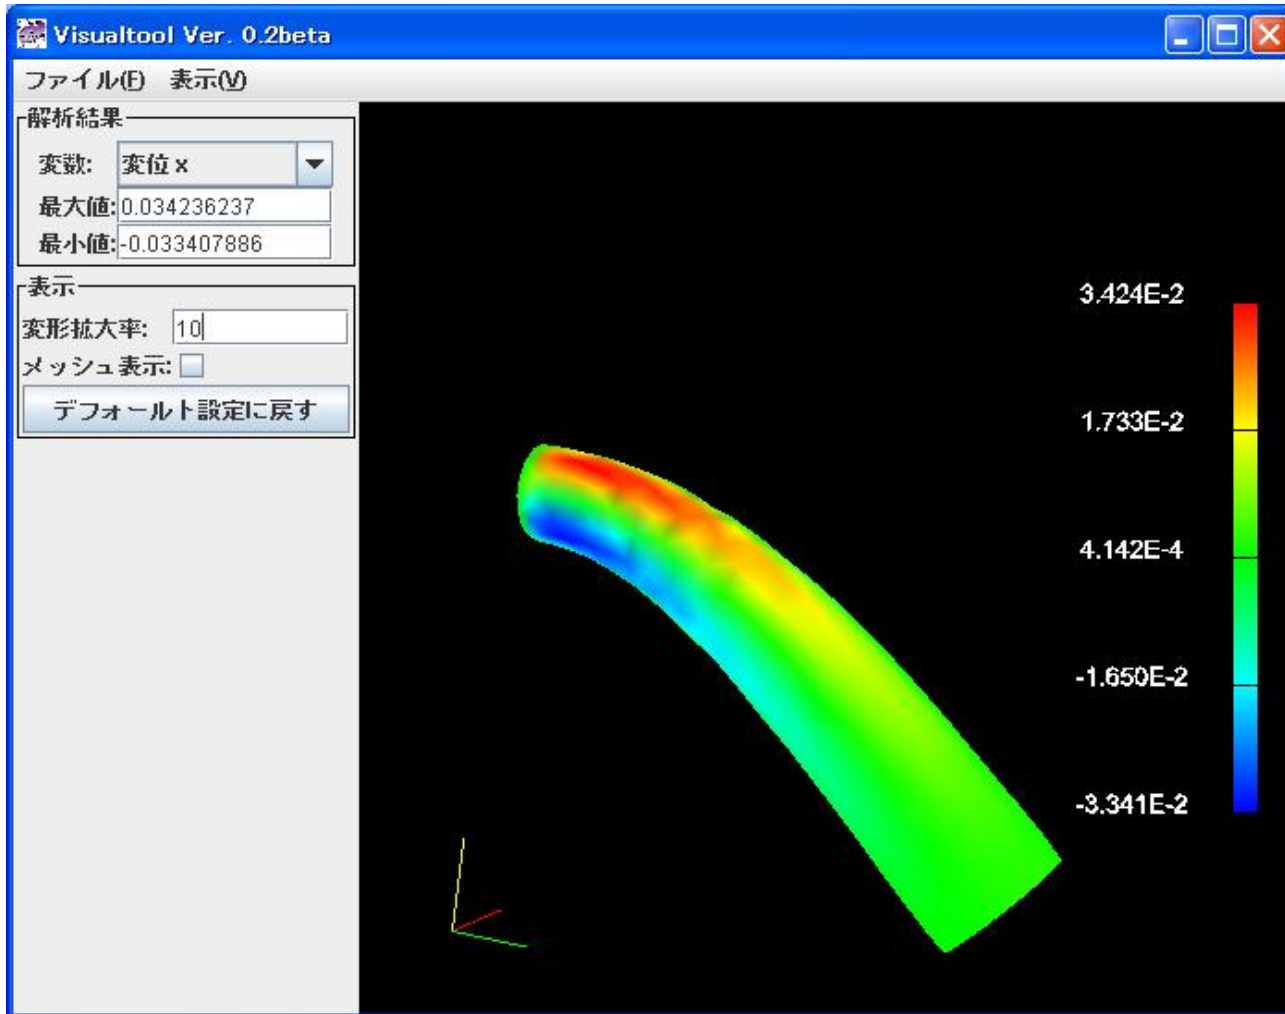 Visualtool Ver. 0.2beta
ファイル(F) 表示(V)
解析結果
変数: 変位 x
最大値: 0.034236237
最小値: -0.033407886
表示
変形拡大率: 10
メッシュ表示:
デフォールト設定に戻す
3.424E-2
1.733E-2
4.142E-4
-1.650E-2
-3.341E-2